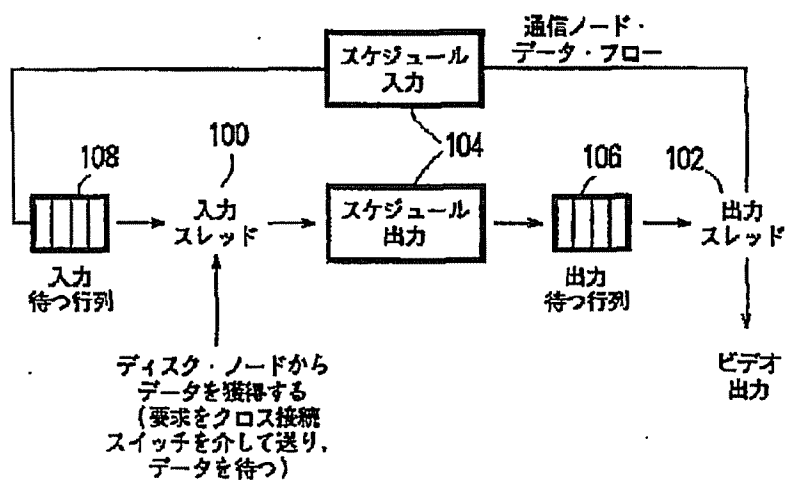 通信ノード・
データ・フロー
スケジュール
入力
108
100
104
106
102
入力
スレッド
スケジュール
出力
出力
スレッド
入力
待つ行列
出力
待つ行列
ディスク・ノードから
データを獲得する
(要求をクロス接続
スイッチを介して送り,
データを待つ)
ビデオ
出力